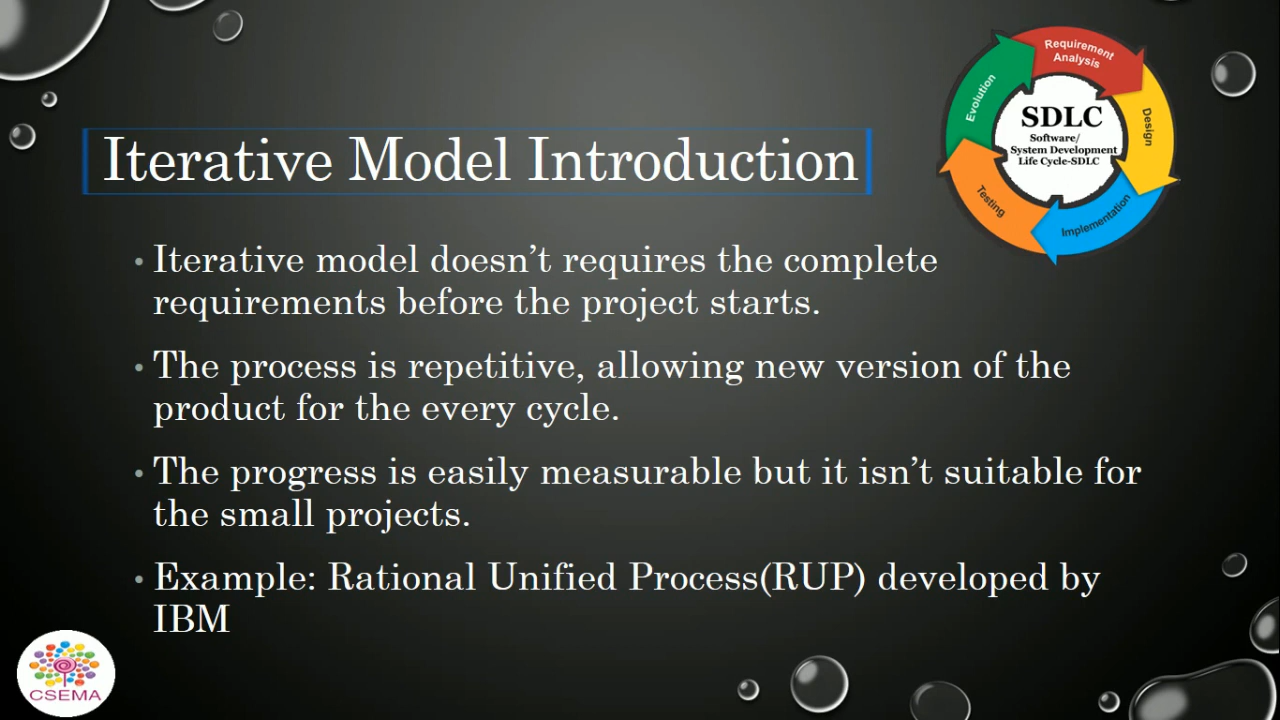 Iterative Model Introduction
• Iterative model doesn’t requires the complete
requirements before the project starts.
• The process is repetitive, allowing new version of the
product for the every cycle.
• The progress is easily measurable but it isn’t suitable for
the small projects.
• Example: Rational Unified Process(RUP) developed by
IBM
Requirement
Analysis
Design
Implementation
Testing
Evolution
SDLC
Software/
System Development
Life Cycle-SDLC
CSEMA